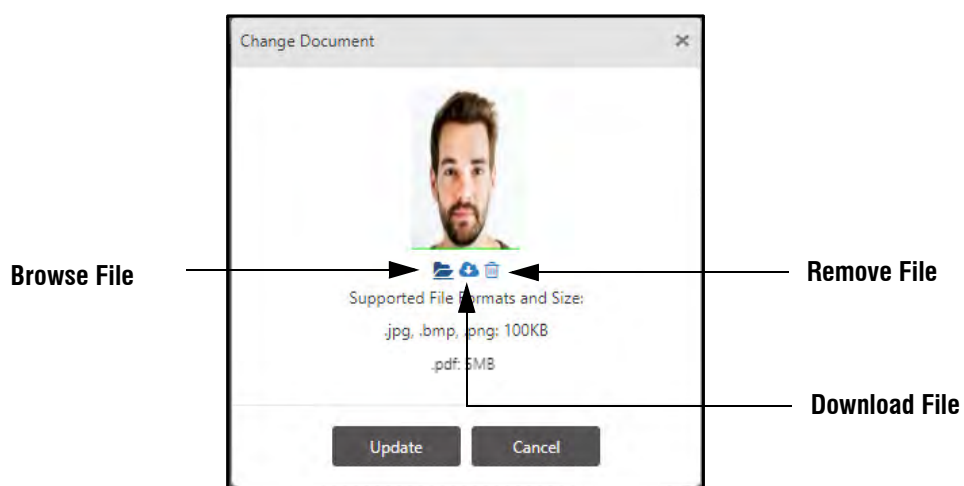 Change Document
Browse File
Remove File
Supported File Formats and Size:
.jpg, .bmp, .png: 100KB
.pdf: 5MB
Download File
Update
Cancel